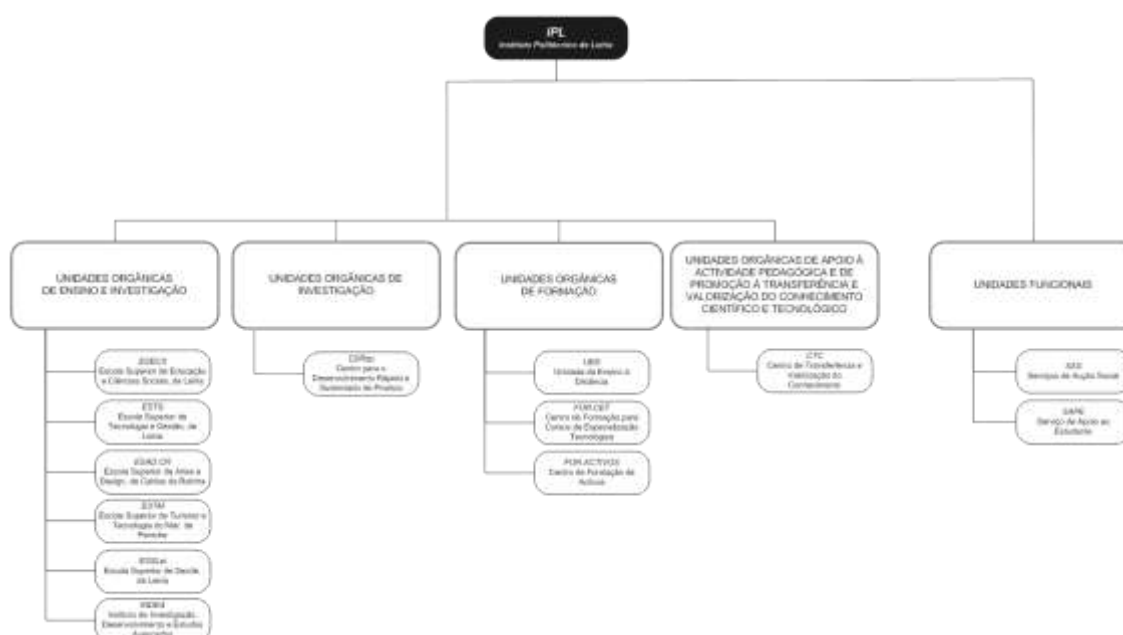 IPL
Instituto Politécnico de Leiria
UNIDADES ORGÂNICAS
DE ENSINO E INVESTIGAÇÃO
ESECS
Escola Superior de Educação
e Ciências Sociais, de Leiria
ESTG
Escola Superior de
Tecnologia e Gestão, de
Leiria
ESAD.CR
Escola Superior de Artes e
Design, de Caldas da Rainha
ESTM
Escola Superior de Turismo e
Tecnologia do Mar, de
Peniche
ESSLei
Escola Superior de Saúde,
de Leiria
INDEA
Instituto de Investigação,
Desenvolvimento e Estudos
Avançados
UNIDADES ORGÂNICAS DE
INVESTIGAÇÃO
CDRsp
Centro para o
Desenvolvimento Rápido e
Sustentado de Produto
UNIDADES ORGÂNICAS
DE FORMAÇÃO
UED
Unidade de Ensino à
Distância
FOR.CET
Centro de Formação para
Cursos de Especialização
Tecnológica
FOR.ACTIVOS
Centro de Formação de
Activos
UNIDADES ORGÂNICAS DE APOIO À
ACTIVIDADE PEDAGÓGICA E DE
PROMOÇÃO À TRANSFERÊNCIA E
VALORIZAÇÃO DO CONHECIMENTO
CIENTÍFICO E TECNOLÓGICO
CTC
Centro de Transferência e
Valorização do
Conhecimento
UNIDADES FUNCIONAIS
SAS
Serviços de Acção Social
SAPE
Serviço de Apoio ao
Estudante